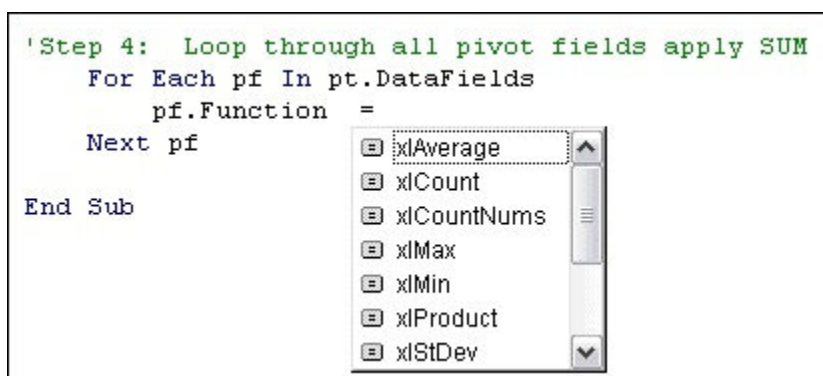 'Step 4:  Loop through all pivot fields apply SUM
For Each pf In pt.DataFields
pf.Function  =
Next pf
End Sub
xlAverage
xlCount
xlCountNums
xlMax
xlMin
xlProduct
xlStDev